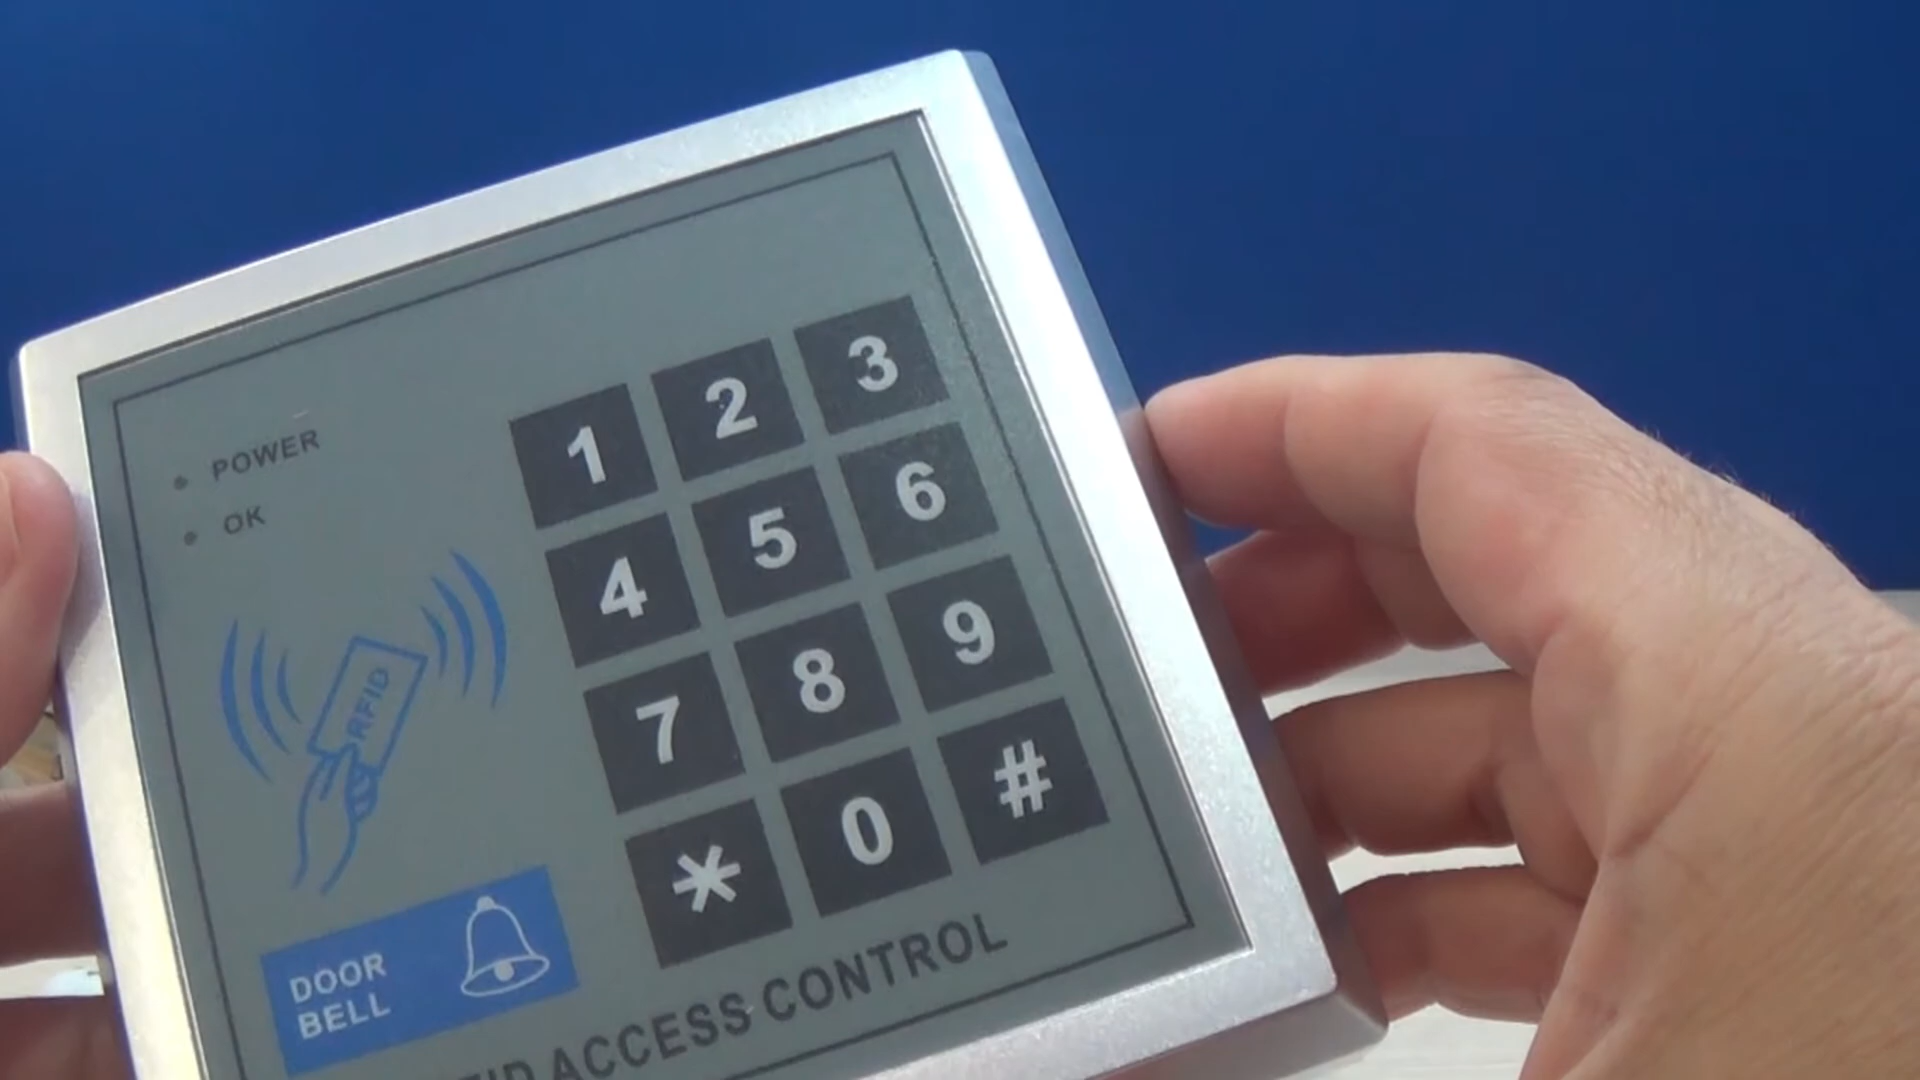 POWER
OK
1 2 3
4 5 6
7 8 9
* 0 #
RFID
DOOR
BELL
ACCESS CONTROL